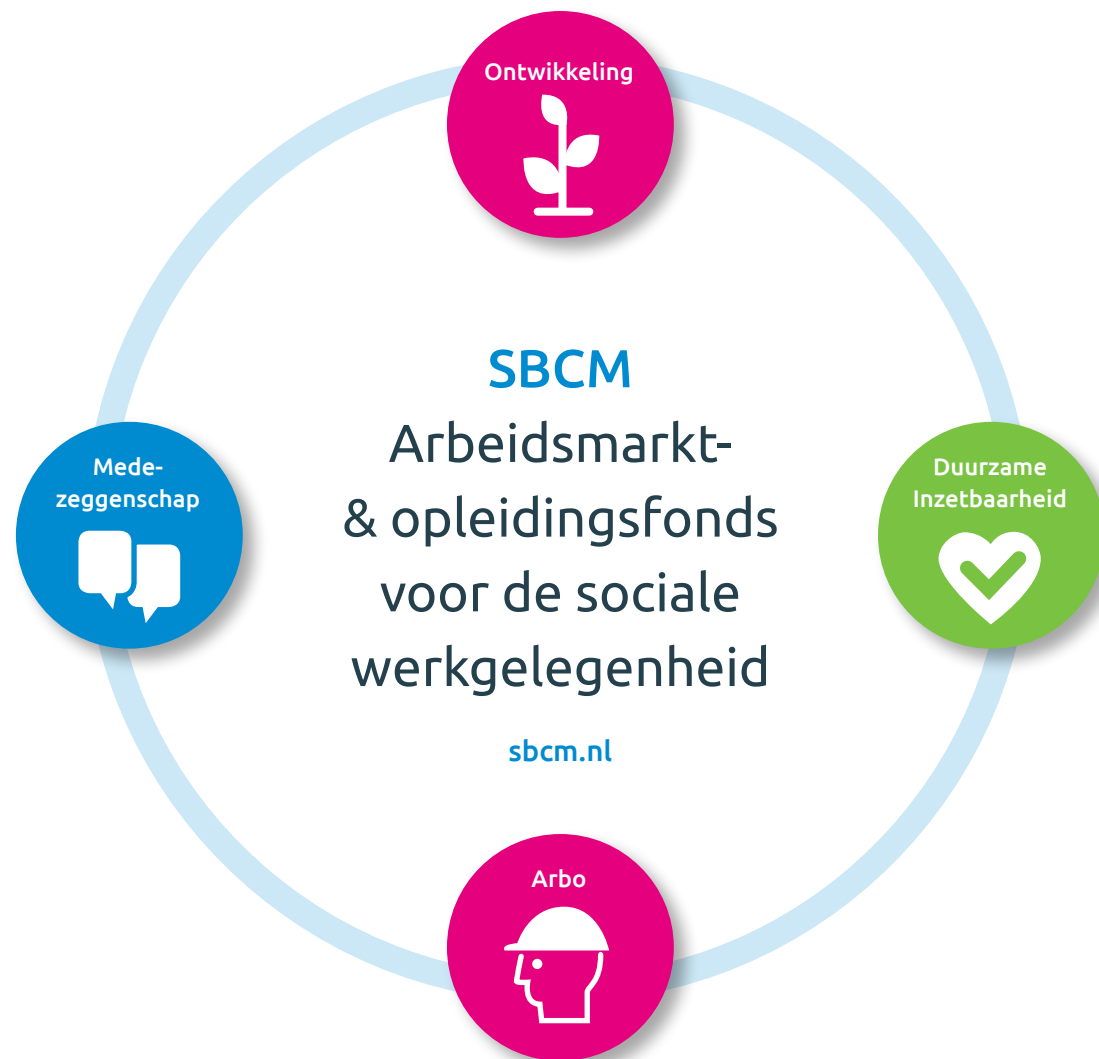 Ontwikkeling
SBCM
Arbeidsmarkt-
& opleidingsfonds
voor de sociale
werkgelegenheid
sbcm.nl
Mede-
zeggenschap
Duurzame
Inzetbaarheid
Arbo